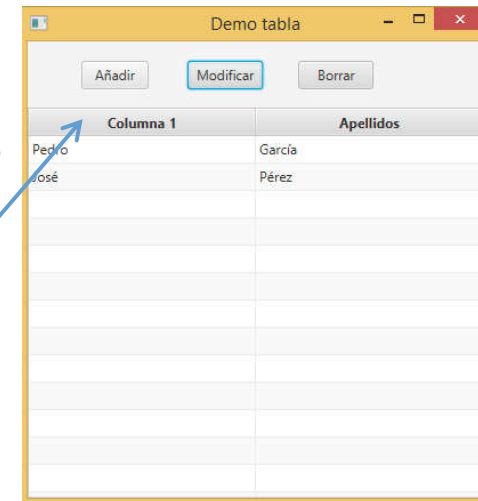 Demo tabla
Añadir Modificar Borrar
Columna 1 Apellidos
Pedro García
José Pérez